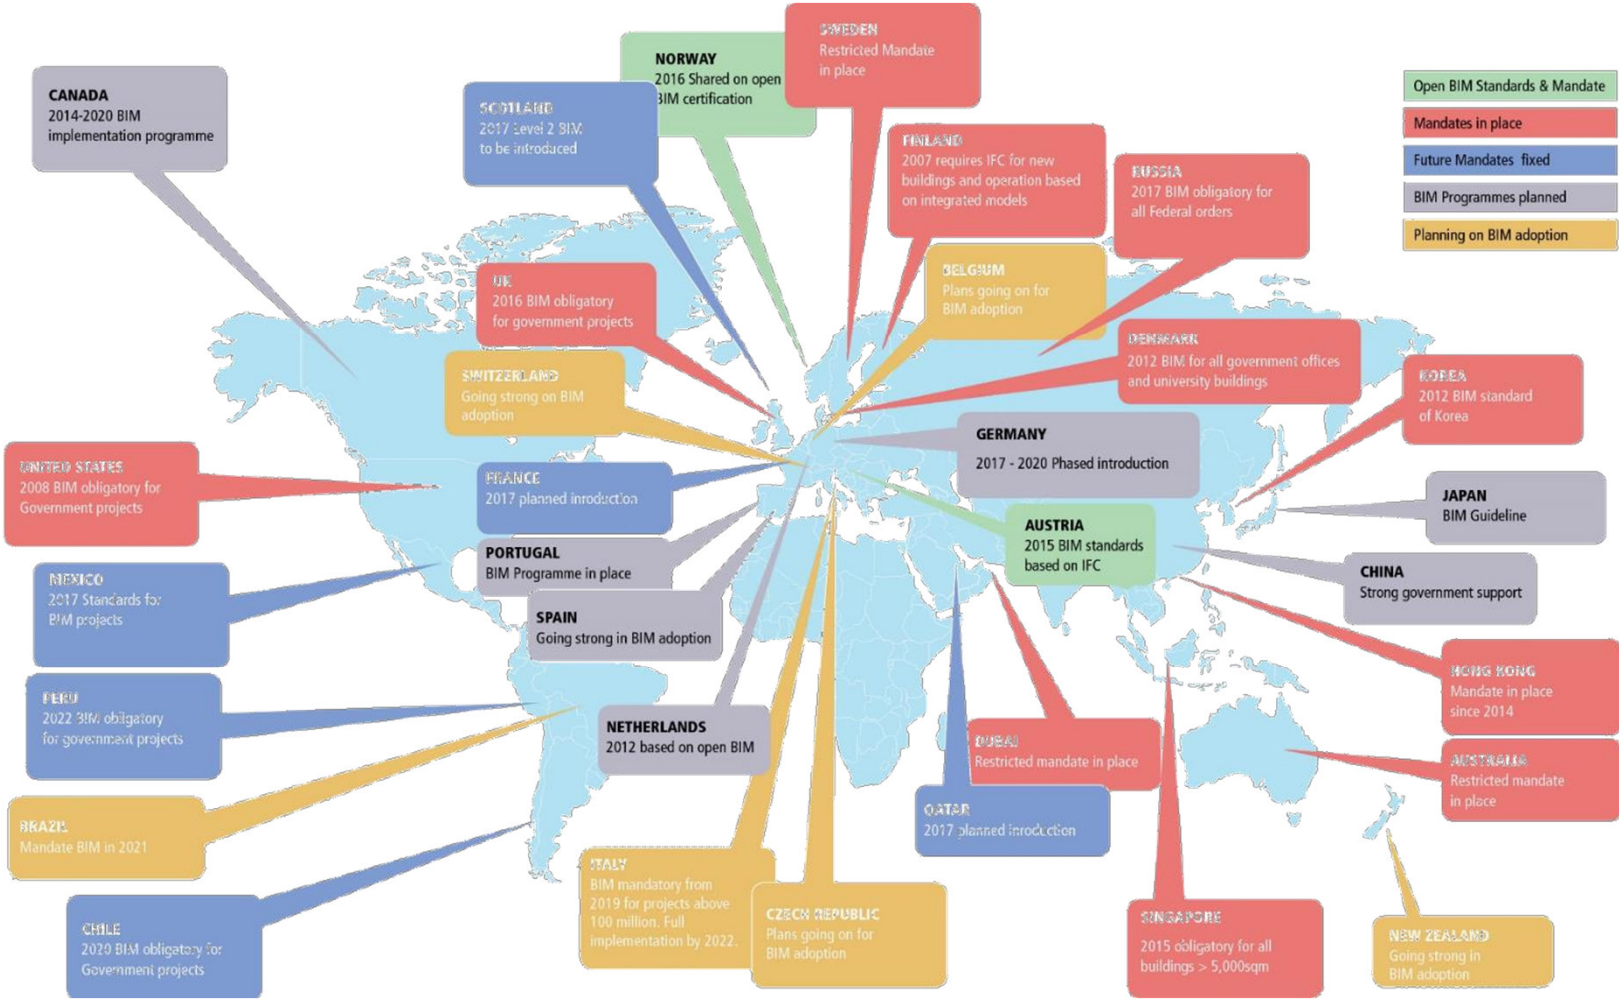 CANADA
2014-2020 BIM
implementation programme
NORWAY
2016 Shared on open
BIM certification
SWEDEN
Restricted Mandate
in place
SCOTLAND
2017 Level 2 BIM
to be introduced
FINLAND
2007 requires IFC for new
buildings and operation based
on integrated models
RUSSIA
2017 BIM obligatory for
all Federal orders
Open BIM Standards & Mandate
Mandates in place
Future Mandates fixed
BIM Programmes planned
Planning on BIM adoption
UK
2016 BIM obligatory
for government projects
BELGIUM
Plans going on for
BIM adoption
DENMARK
2012 BIM for all government offices
and university buildings
SWITZERLAND
Going strong on BIM
adoption
KOREA
2012 BIM standard
of Korea
GERMANY
2017 - 2020 Phased introduction
UNITED STATES
2008 BIM obligatory for
Government projects
FRANCE
2017 planned inroduction
JAPAN
BIM Guideline
AUSTRIA
2015 BIM standards
based on IFC
PORTUGAL
BIM Programme in place
CHINA
Strong government support
MEXICO
2017 Standards for
BIM projects
SPAIN
Going strong in BIM adoption
HONG KONG
Mandate in place
since 2014
PERU
2022 BIM obligatory
for government projects
NETHERLANDS
2012 based on open BIM
DUBAI
Restricted mandate in place
AUSTRALIA
Restricted mandate
in place
BRAZIL
Mandate BIM in 2021
QATAR
2017 planned inroduction
ITALY
BIM mandatory from
2019 for projects above
100 million. Full
implementation by 2022.
CZECH REPUBLIC
Plans going on for
BIM adoption
CHILE
2020 BIM obligatory for
Government projects
SINGAPORE
2015 obligatory for all
buildings > 5,000sqm
NEW ZEALAND
Going strong in
BIM adoption